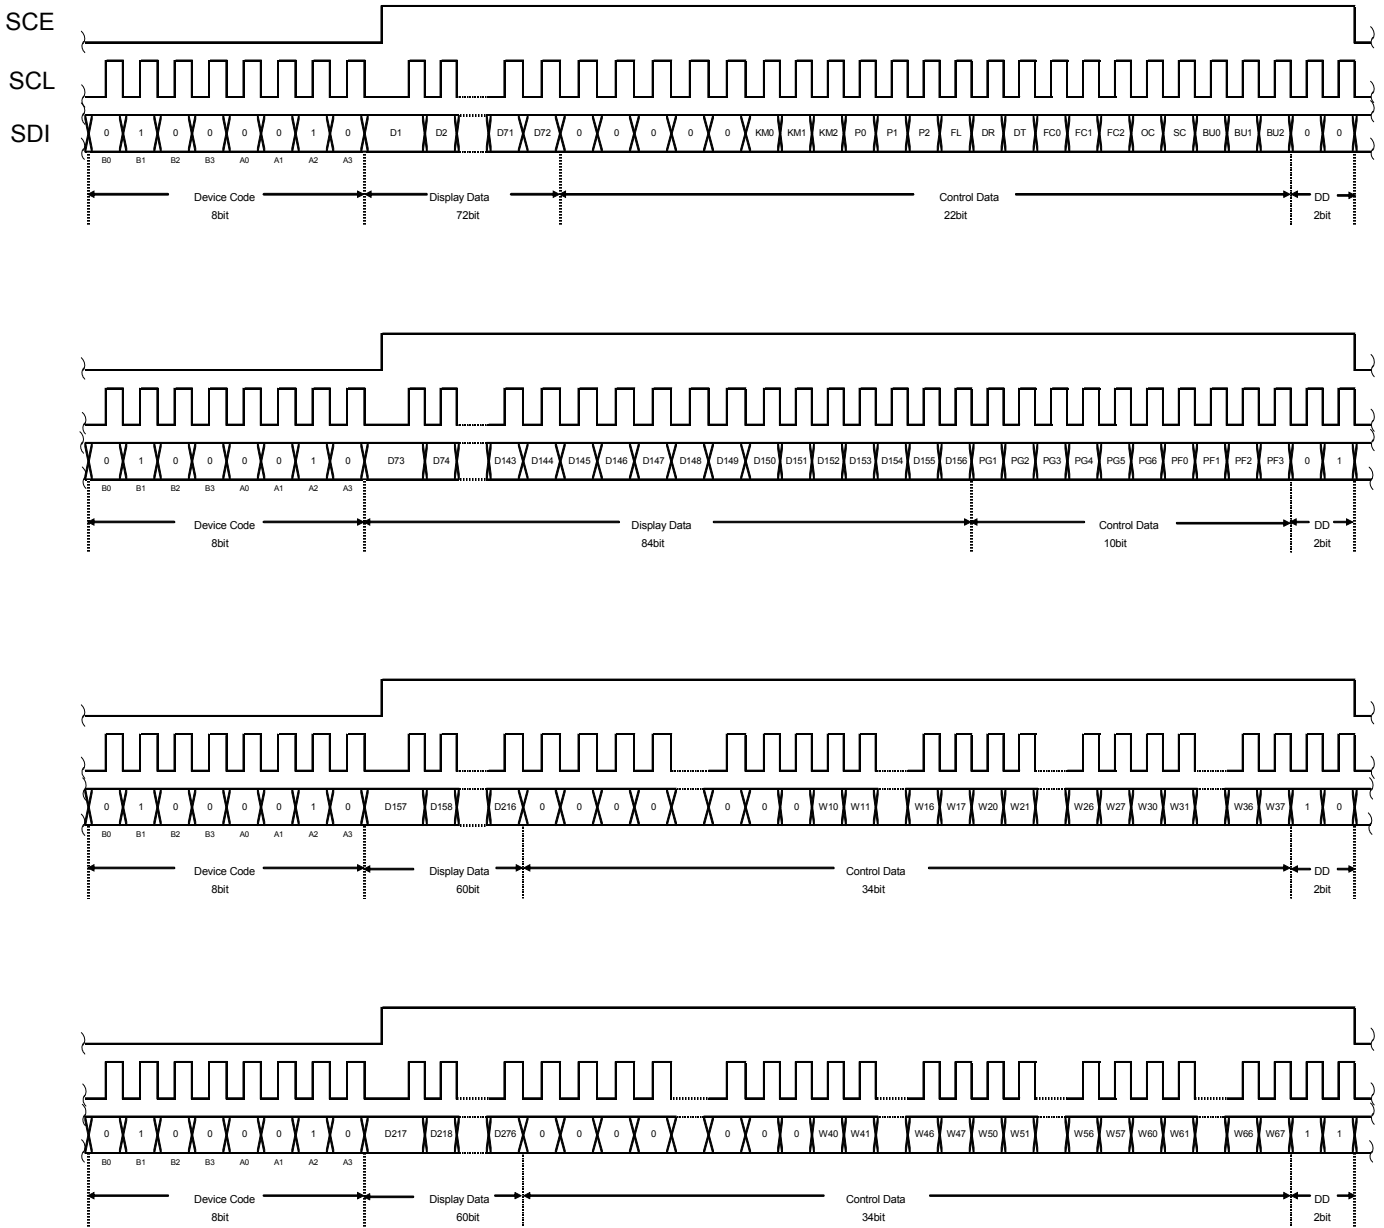 SCE
SCL
SDI
0 1 0 0 0 0 1 0 D1 D2 D71 D72 0 0 0 0 0 KM0 KM1 KM2 P0 P1 P2 FL DR DT FC0 FC1 FC2 OC SC BU0 BU1 BU2 0 0
B0 B1 B2 B3 A0 A1 A2 A3
Device Code Display Data Control Data DD
8bit 72bit 22bit 2bit
0 1 0 0 0 0 1 0 D73 D74 D143 D144 D145 D146 D147 D148 D149 D150 D151 D152 D153 D154 D155 D156 PG1 PG2 PG3 PG4 PG5 PG6 PF0 PF1 PF2 PF3 0 1
B0 B1 B2 B3 A0 A1 A2 A3
Device Code Display Data Control Data DD
8bit 84bit 10bit 2bit
0 1 0 0 0 0 1 0 D157 D158 D216 0 0 0 0 0 0 0 W10 W11 W16 W17 W20 W21 W26 W27 W30 W31 W36 W37 1 0
B0 B1 B2 B3 A0 A1 A2 A3
Device Code Display Data Control Data DD
8bit 60bit 34bit 2bit
0 1 0 0 0 0 1 0 D217 D218 D276 0 0 0 0 0 0 0 W40 W41 W46 W47 W50 W51 W56 W57 W60 W61 W66 W67 1 1
B0 B1 B2 B3 A0 A1 A2 A3
Device Code Display Data Control Data DD
8bit 60bit 34bit 2bit